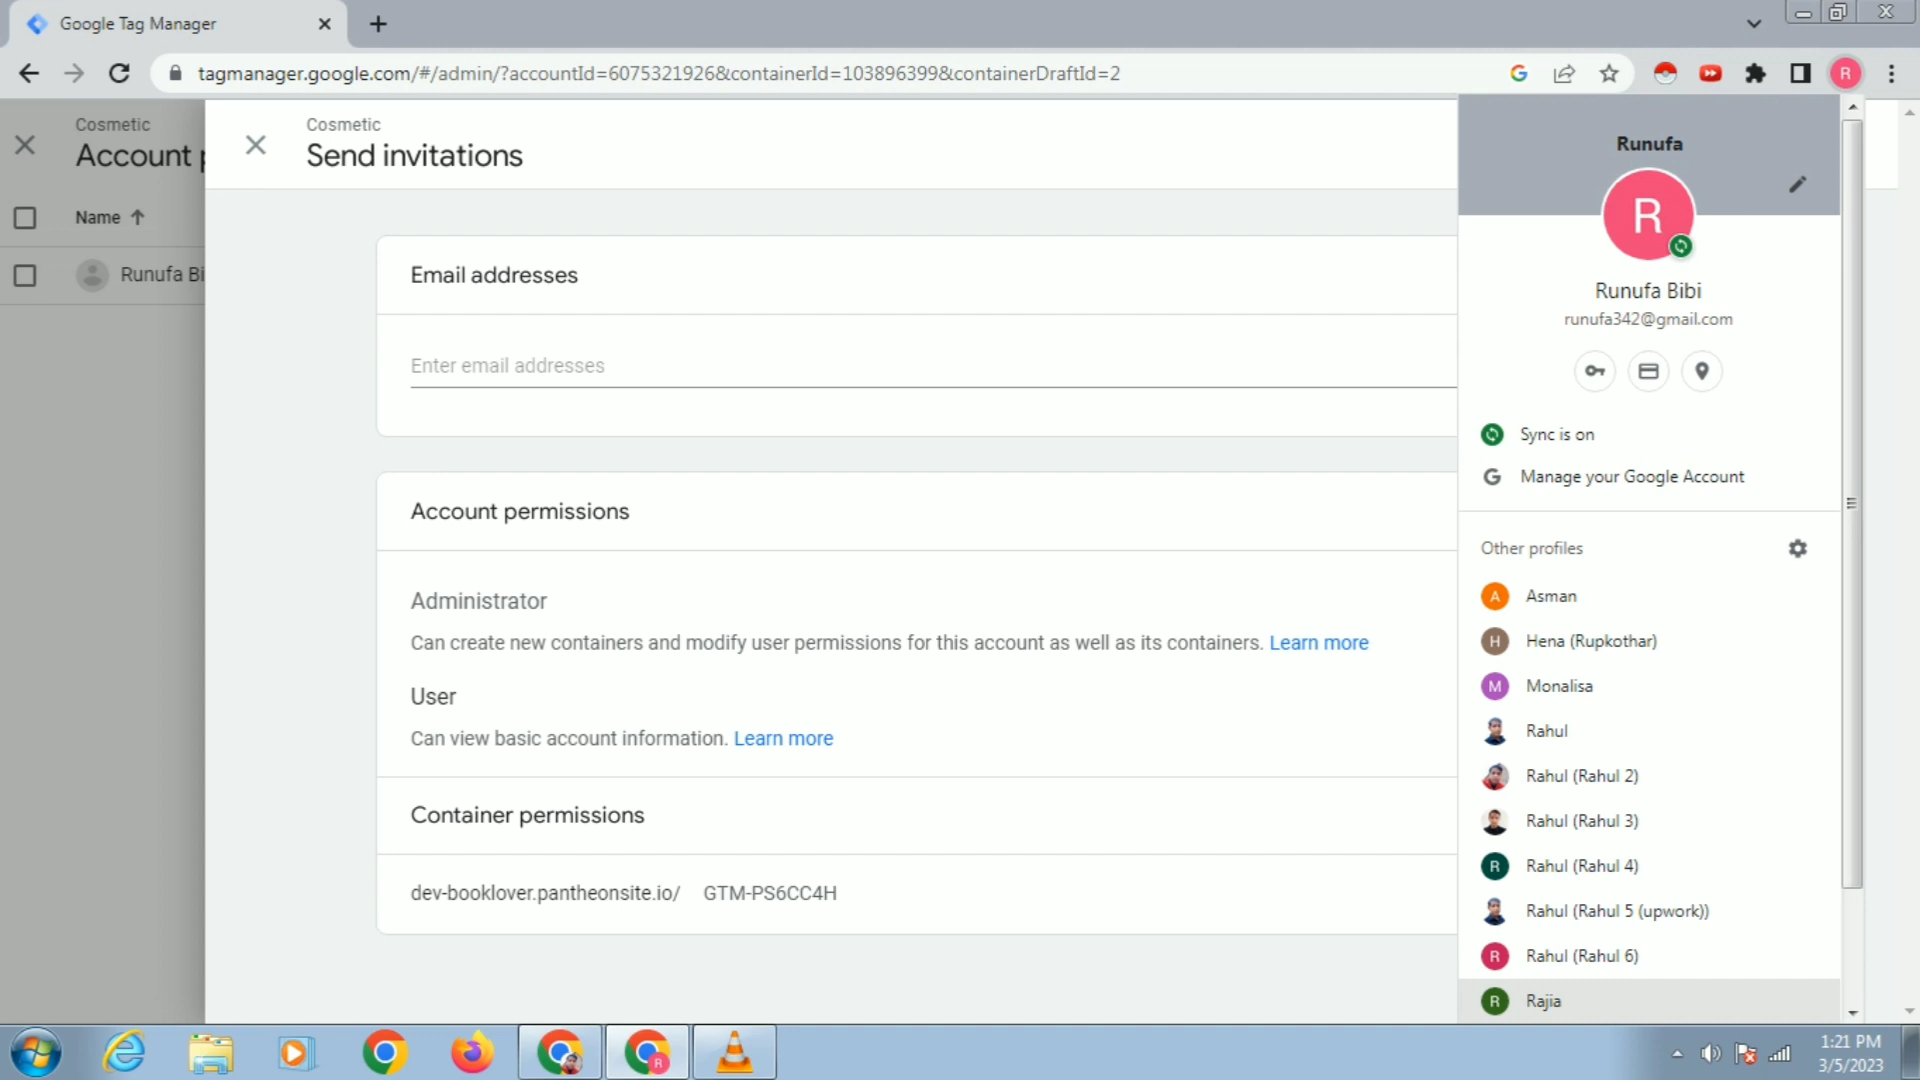 Google Tag Manager
tagmanager.google.com/#/admin/?accountId=6075321926&containerId=103896399&containerDraftId=2
R
Cosmetic
Account p
Name
Runufa Bi
Cosmetic
Send invitations
Email addresses
Enter email addresses
Account permissions
Administrator
Can create new containers and modify user permissions for this account as well as its containers. Learn more
User
Can view basic account information. Learn more
Container permissions
dev-booklover.pantheonsite.io/ GTM-PS6CC4H
Runufa
R
Runufa Bibi
runufa342@gmail.com
Sync is on
G Manage your Google Account
Other profiles
A Asman
H Hena (Rupkothar)
M Monalisa
Rahul
Rahul (Rahul 2)
Rahul (Rahul 3)
R Rahul (Rahul 4)
Rahul (Rahul 5 (upwork))
R Rahul (Rahul 6)
R Rajia
R
1:21 PM
3/5/2023